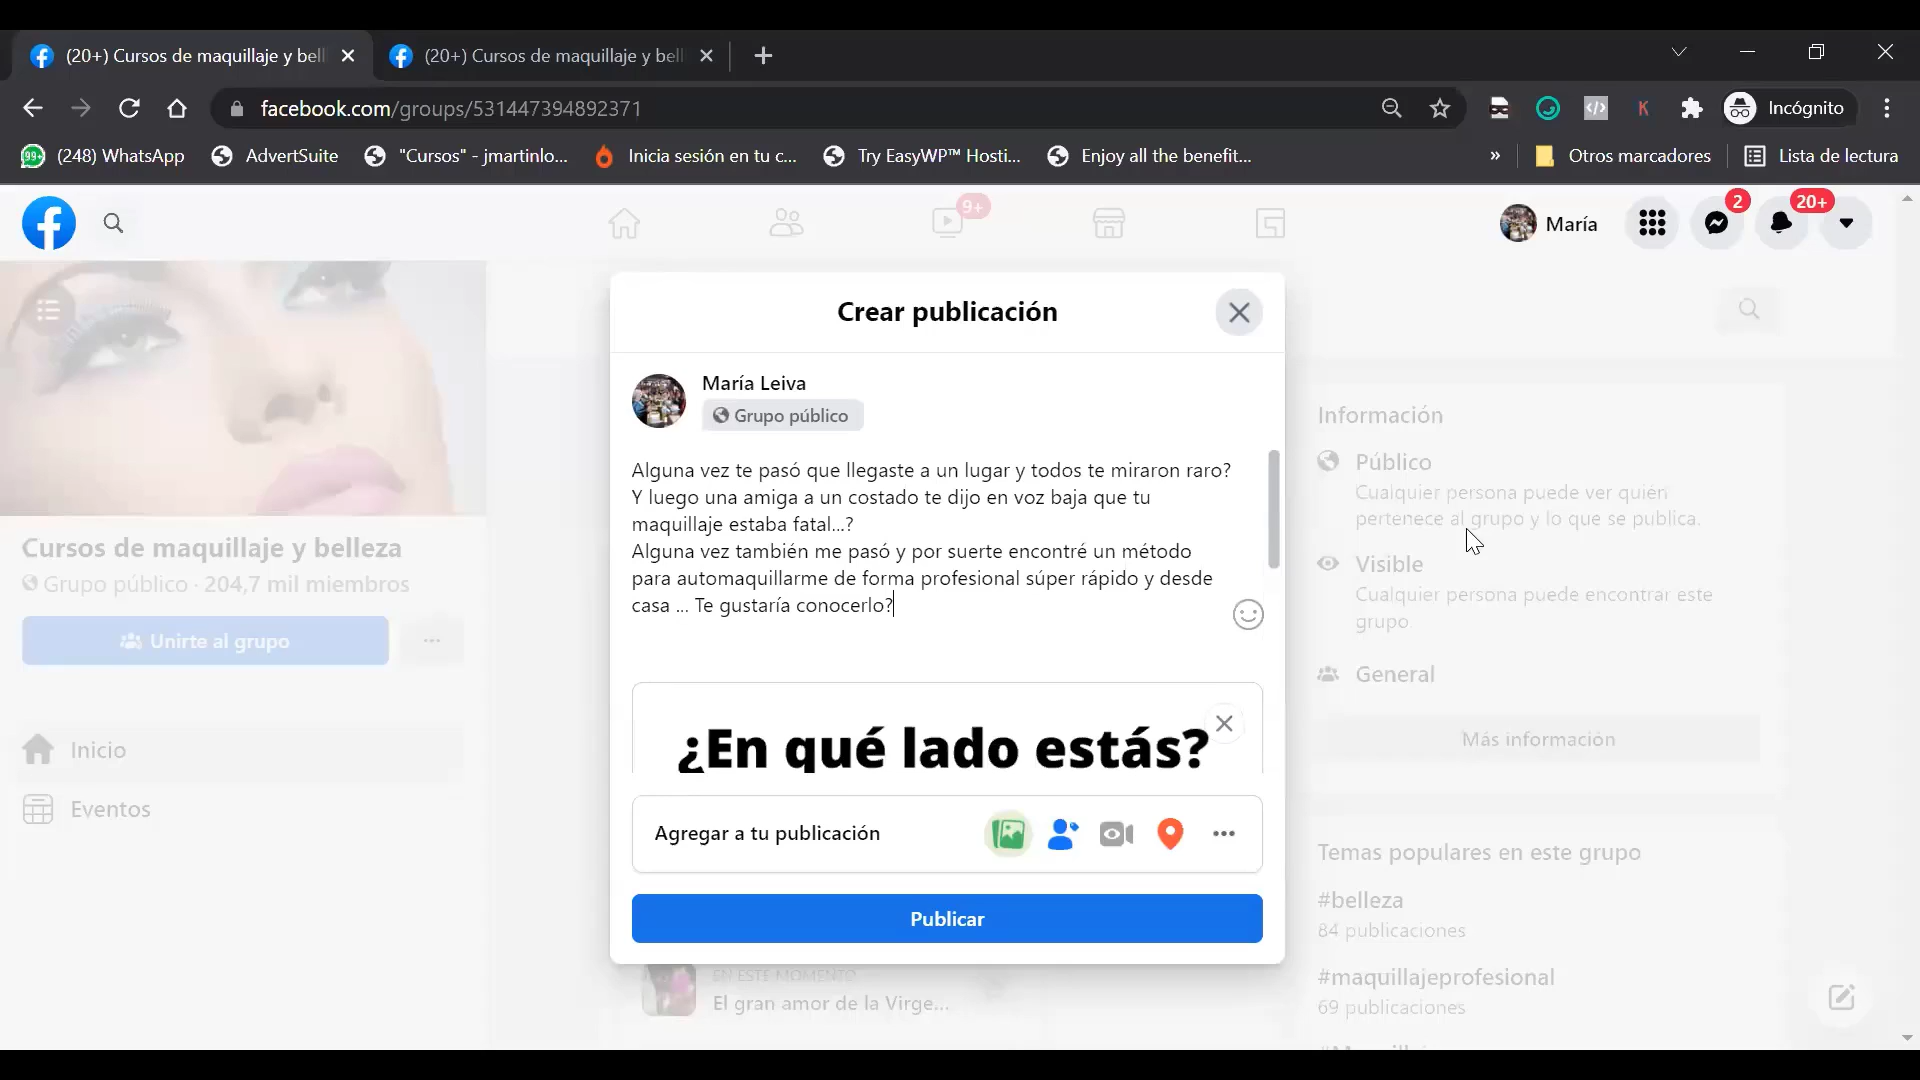 (20+) Cursos de maquillaje y bell
(20+) Cursos de maquillaje y bell
facebook.com/groups/531447394892371
Incógnito
99+
(248) WhatsApp
AdvertSuite
"Cursos" - jmartinlo...
Inicia sesión en tu c...
Try EasyWP™ Hosti...
Enjoy all the benefit...
»
Otros marcadores
Lista de lectura
9+
María
2
20+
Crear publicación
María Leiva
Grupo público
Alguna vez te pasó que llegaste a un lugar y todos te miraron raro?
Y luego una amiga a un costado te dijo en voz baja que tu
maquillaje estaba fatal...?
Alguna vez también me pasó y por suerte encontré un método
para automaquillarme de forma profesional súper rápido y desde
casa ... Te gustaría conocerlo?
¿En qué lado estás?
Agregar a tu publicación
Publicar
Cursos de maquillaje y belleza
Grupo público · 204,7 mil miembros
Unirte al grupo
Inicio
Eventos
Información
Público
Cualquier persona puede ver quién
pertenece al grupo y lo que se publica.
Visible
Cualquier persona puede encontrar este
grupo.
General
Más información
Temas populares en este grupo
#belleza
84 publicaciones
#maquillajeprofesional
69 publicaciones
EN ESTE MOMENTO
El gran amor de la Virge...